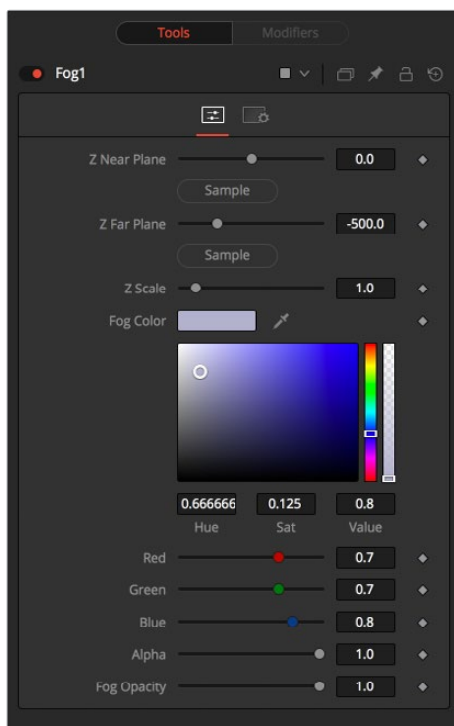 Tools Modifiers
Fog1
Z Near Plane 0.0
Sample
Z Far Plane -500.0
Sample
Z Scale 1.0
Fog Color
0.666666 0.125 0.8
Hue Sat Value
Red 0.7
Green 0.7
Blue 0.8
Alpha 1.0
Fog Opacity 1.0